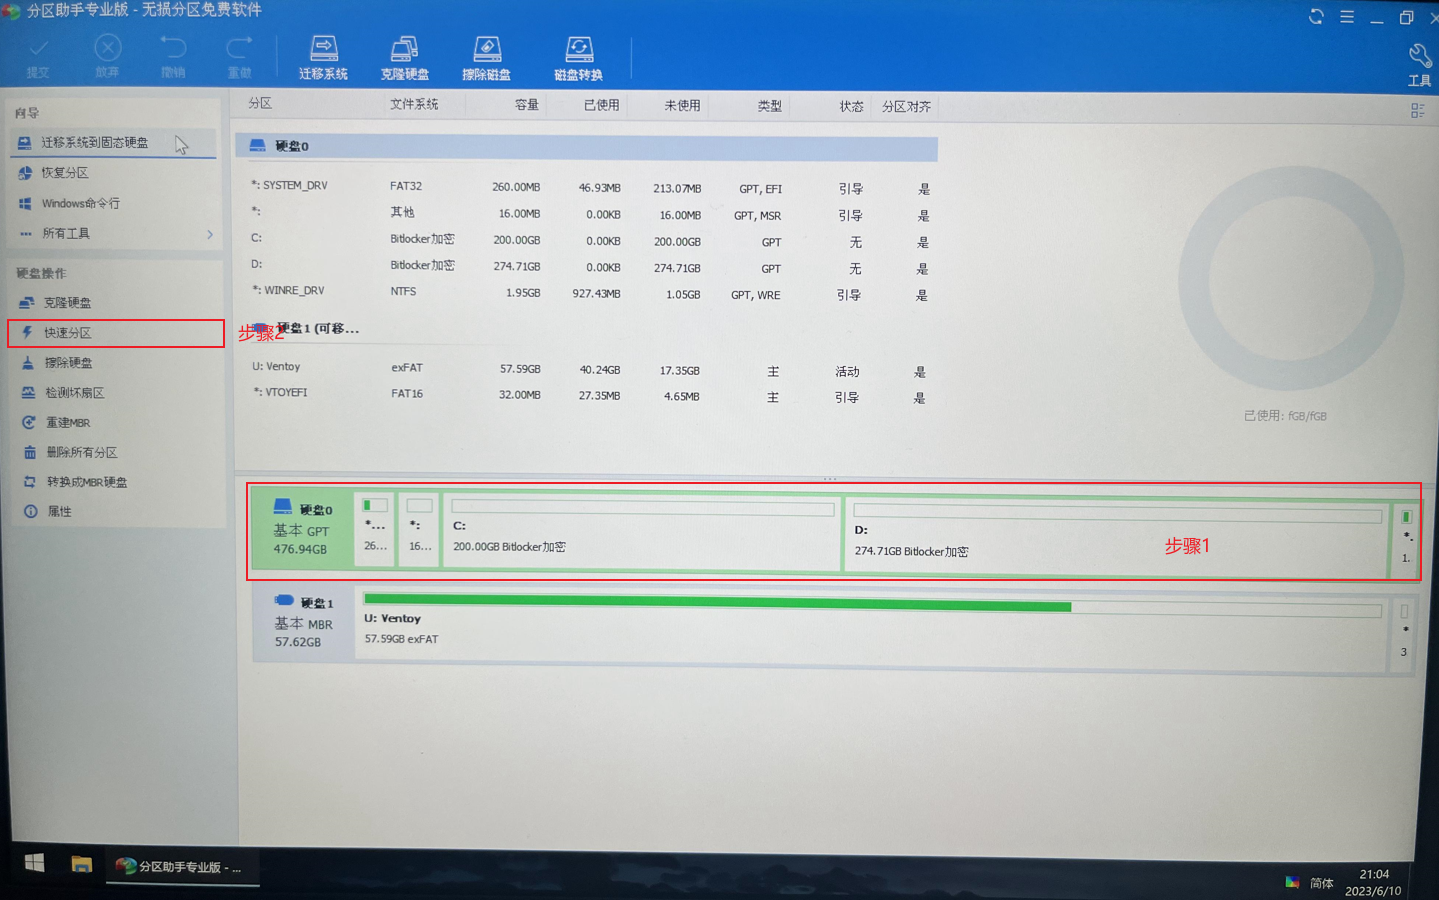 分区助手专业版 - 无损分区免费软件
提交
放弃
撤销
重做
迁移系统
克隆硬盘
擦除磁盘
磁盘转换
工具
向导
迁移系统到固态硬盘
恢复分区
Windows命令行
所有工具
硬盘操作
克隆硬盘
快速分区
擦除硬盘
检测坏扇区
重建MBR
删除所有分区
转换成MBR硬盘
属性
步骤2
分区 文件系统 容量 已使用 未使用 类型 状态 分区对齐
硬盘0
*: SYSTEM_DRV FAT32 260.00MB 46.93MB 213.07MB GPT, EFI 引导 是
*: 其他 16.00MB 0.00KB 16.00MB GPT, MSR 引导 是
C: Bitlocker加密 200.00GB 0.00KB 200.00GB GPT 无 是
D: Bitlocker加密 274.71GB 0.00KB 274.71GB GPT 无 是
*: WINRE_DRV NTFS 1.95GB 927.43MB 1.05GB GPT, WRE 引导 是
硬盘1 (可移...
U: Ventoy exFAT 57.59GB 40.24GB 17.35GB 主 活动 是
*: VTOYEFI FAT16 32.00MB 27.35MB 4.65MB 主 引导 是
已使用: fGB/fGB
硬盘0
基本 GPT
476.94GB
*...
26...
*:
16...
C:
200.00GB Bitlocker加密
D:
274.71GB Bitlocker加密
*.
1.
步骤1
硬盘1
基本 MBR
57.62GB
U: Ventoy
57.59GB exFAT
*
3
分区助手专业版 - ...
简体
21:04
2023/6/10